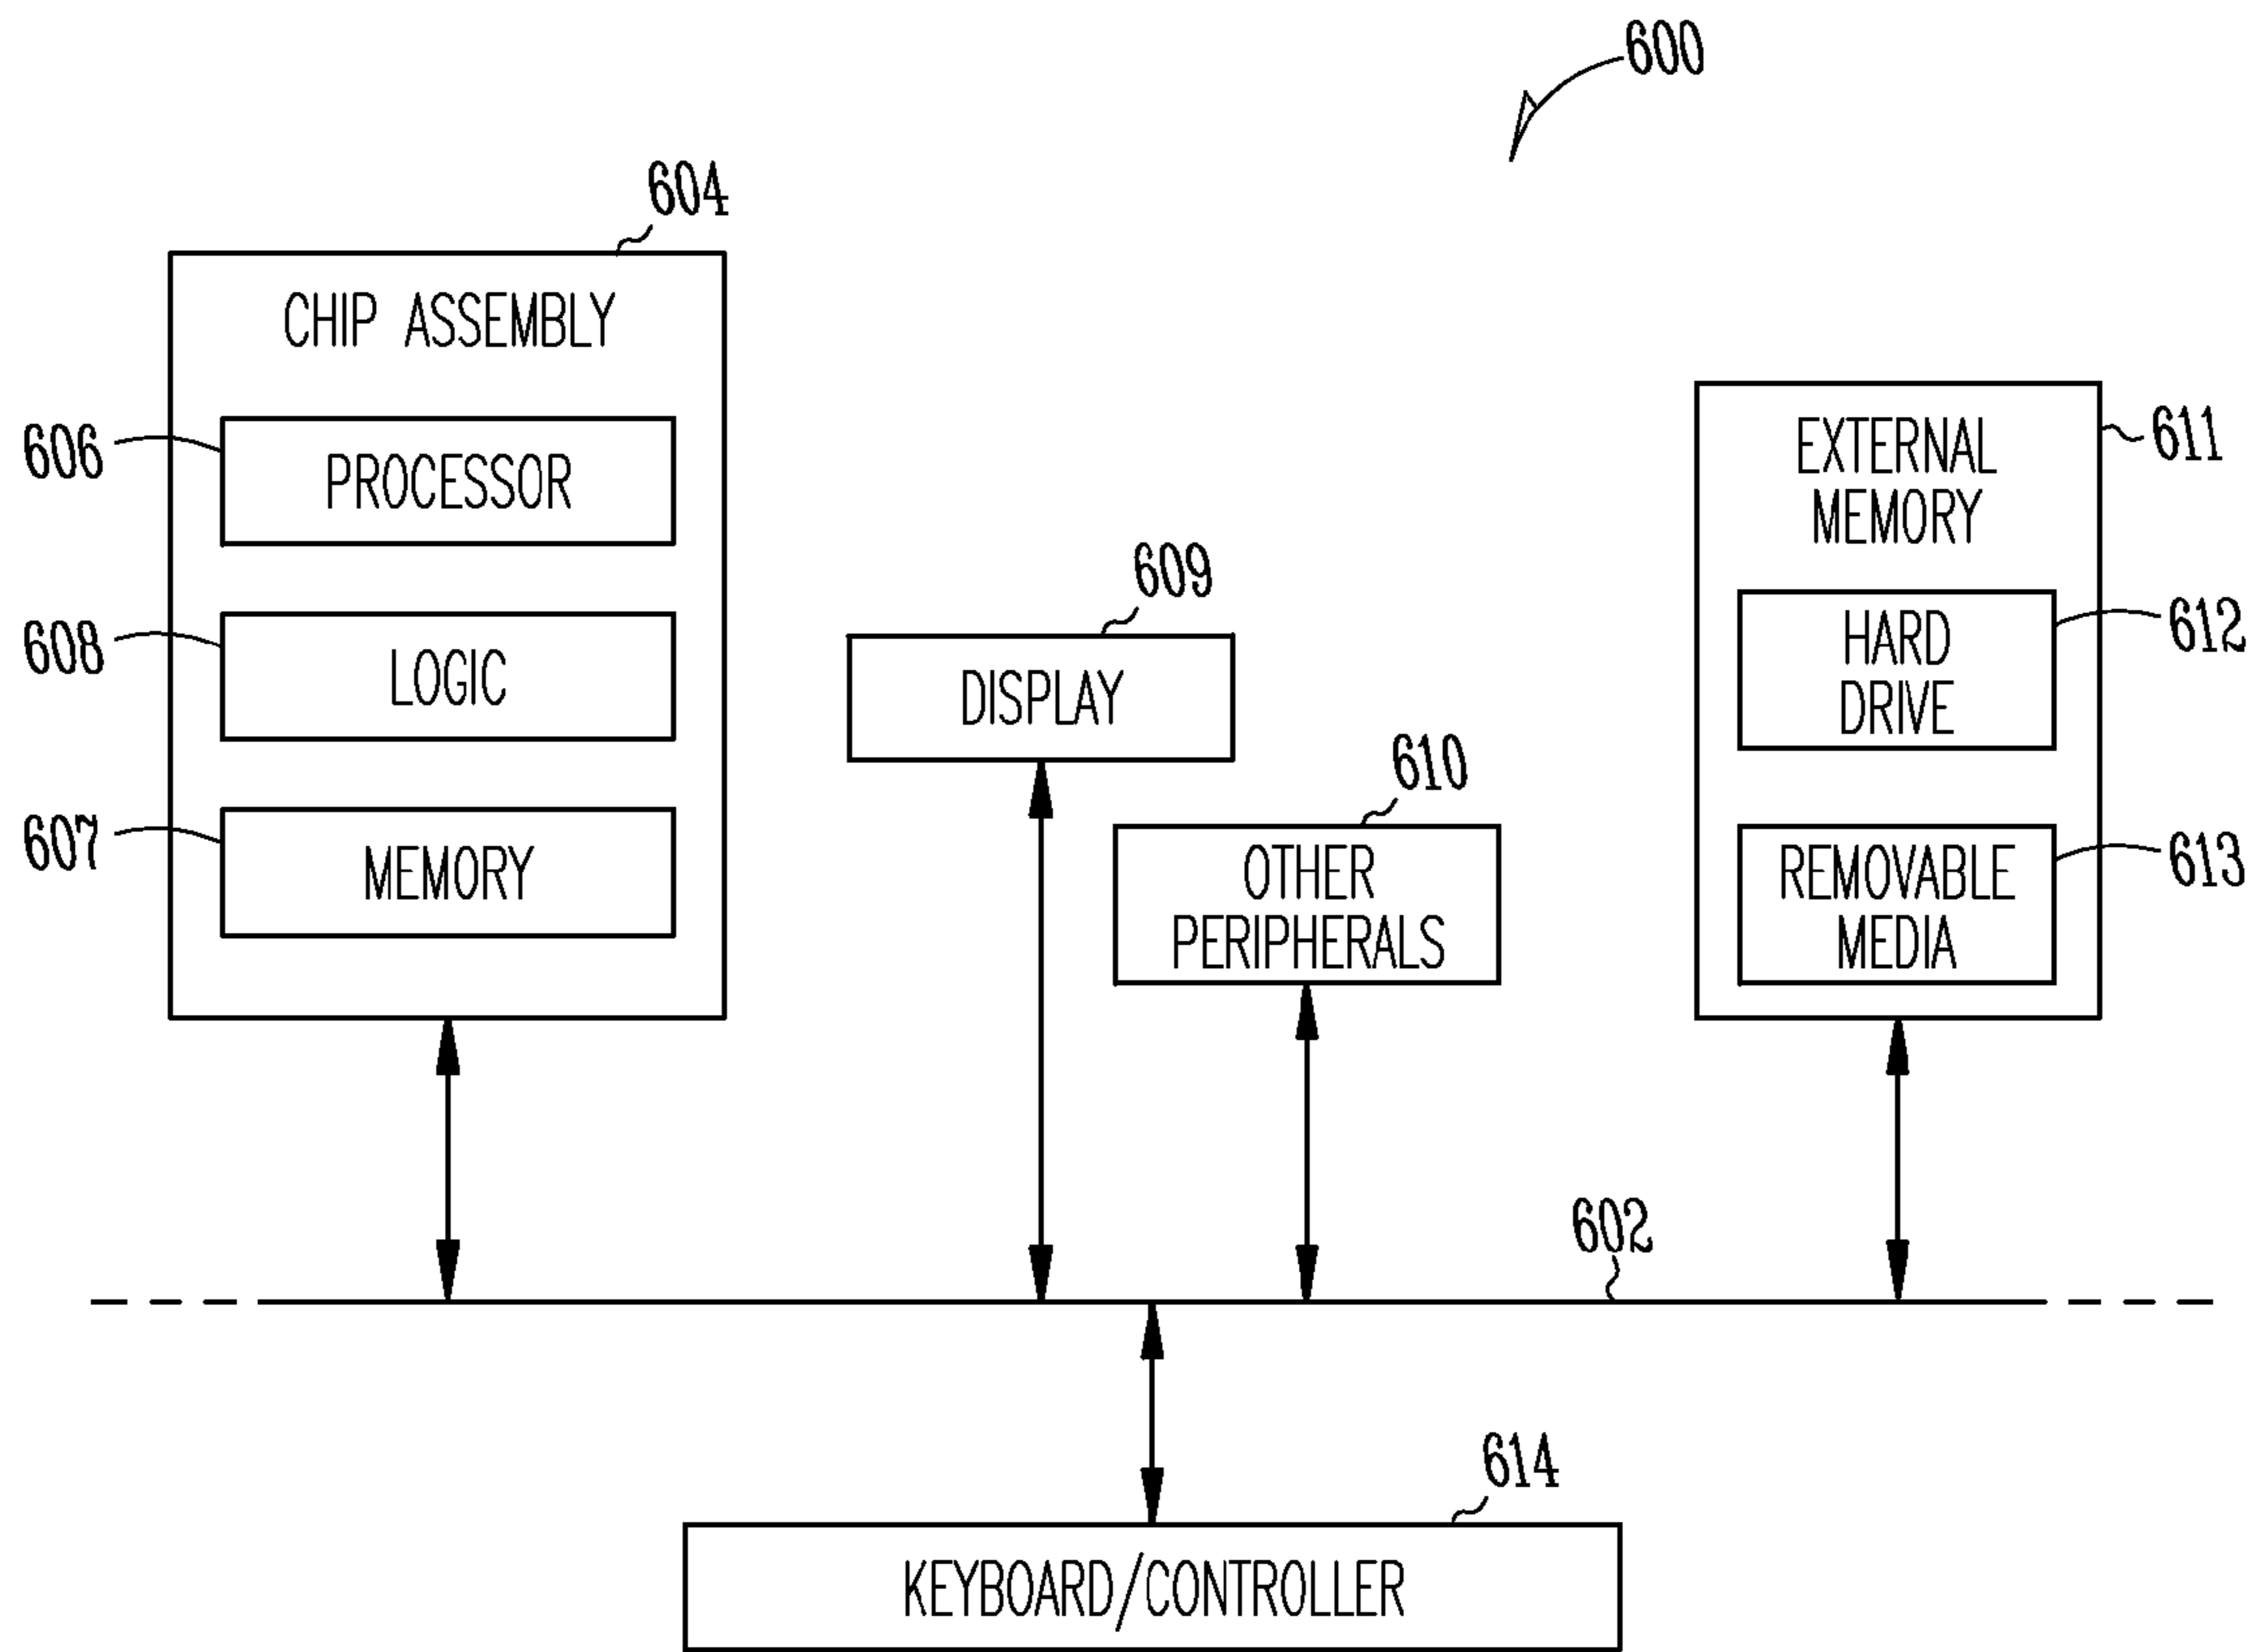 600
604
CHIP ASSEMBLY
606
PROCESSOR
608
LOGIC
607
MEMORY
609
DISPLAY
610
OTHER
PERIPHERALS
611
EXTERNAL
MEMORY
612
HARD
DRIVE
613
REMOVABLE
MEDIA
602
614
KEYBOARD/CONTROLLER